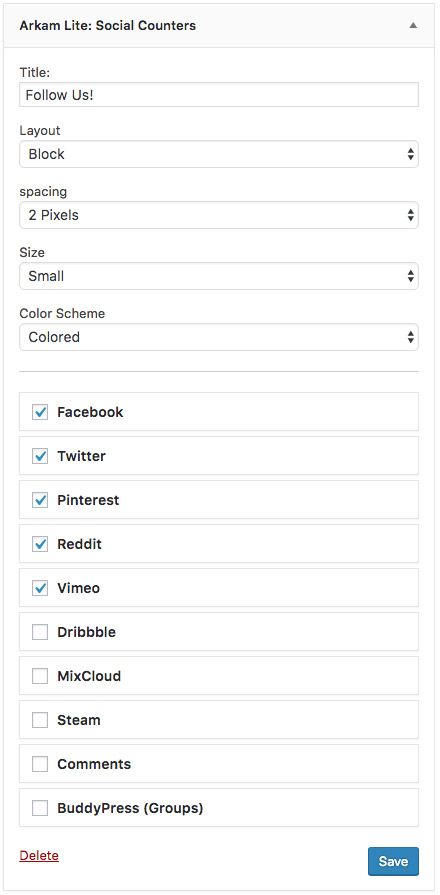 Arkam Lite: Social Counters
Title:
Follow Us!
Layout
Block
spacing
2 Pixels
Size
Small
Color Scheme
Colored
Facebook
Twitter
Pinterest
Reddit
Vimeo
Dribbble
MixCloud
Steam
Comments
BuddyPress (Groups)
Delete
Save